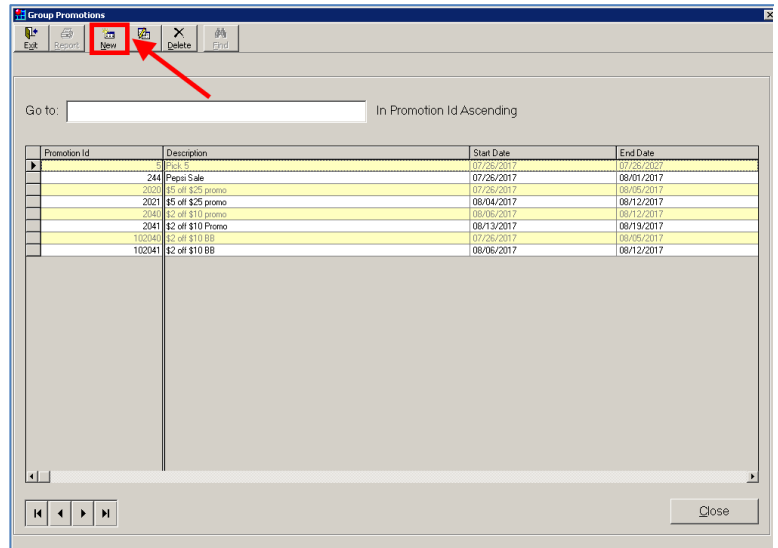 Group Promotions
Exit Report New Delete Find
Go to: In Promotion Id Ascending
Promotion Id Description Start Date End Date
5 Pick 5 07/26/2017 07/26/2027
244 Pepsi Sale 07/26/2017 08/01/2017
2020 $5 off $25 promo 07/26/2017 08/05/2017
2021 $5 off $25 promo 08/04/2017 08/12/2017
2040 $2 off $10 promo 08/06/2017 08/12/2017
2041 $2 off $10 Promo 08/13/2017 08/19/2017
102040 $2 off $10 BB 07/26/2017 08/05/2017
102041 $2 off $10 BB 08/06/2017 08/12/2017
Close